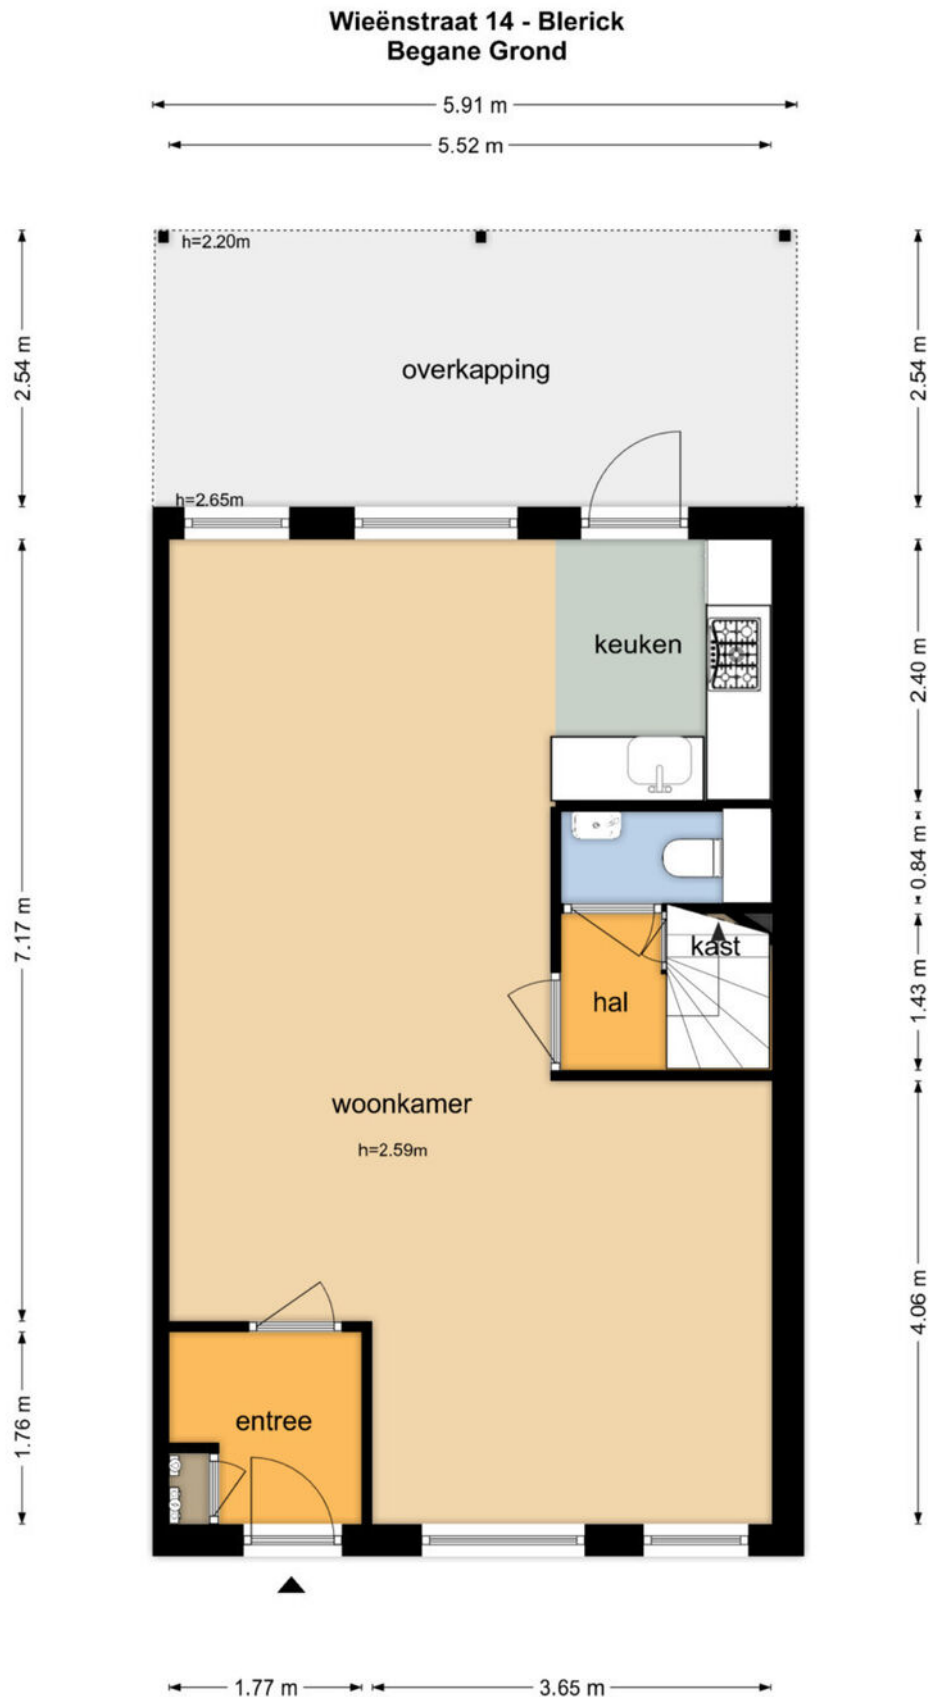 Wieënstraat 14 - Blerick
Begane Grond
5.91 m
5.52 m
h=2.20m
2.54 m
2.54 m
overkapping
h=2.65m
keuken
2.40 m
0.84 m
7.17 m
kast
1.43 m
hal
woonkamer
h=2.59m
4.06 m
1.76 m
entree
1.77 m
3.65 m